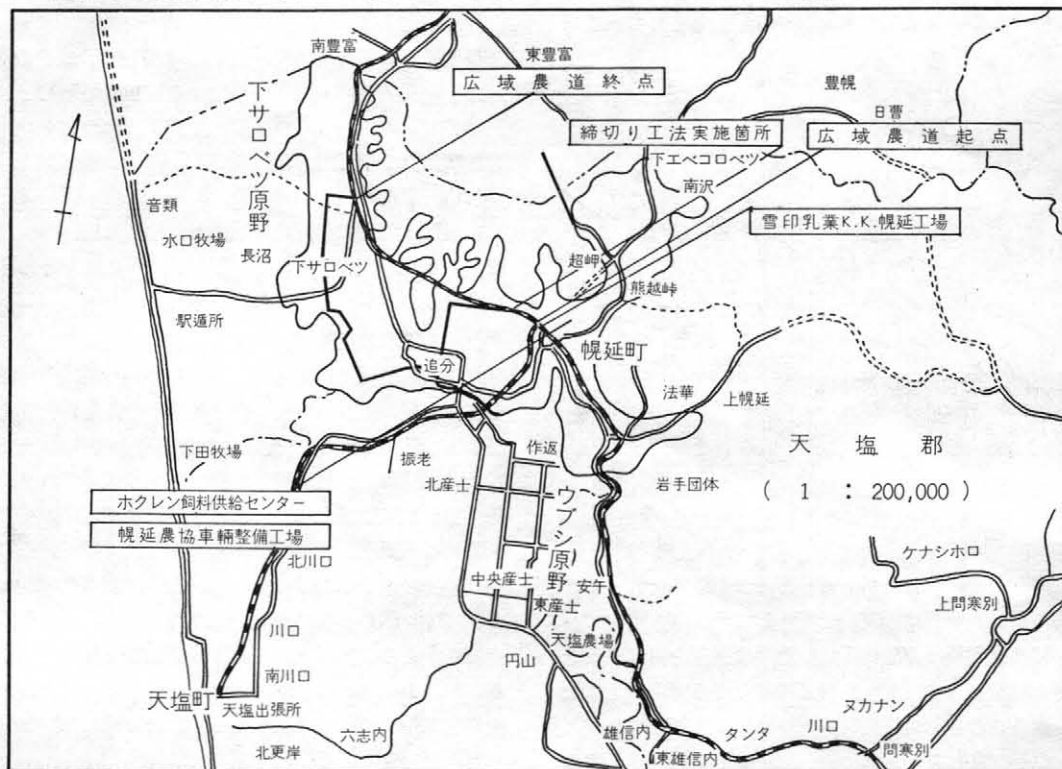 南豊富
東豊富
広域農道終点
豊幌
日曹
締切り工法実施箇所
広域農道起点
下サロベツ原野
下エベコロベツ
南沢
音類
雪印乳業K.K.幌延工場
水口牧場
長沼
下サロベツ
超岬
熊越峠
駅逓所
追分
幌延町
法華
上幌延
天塩郡
(1:200,000)
下田牧場
振老
作返
北産士
ウブシ原野
岩手団体
ホクレン飼料供給センター
幌延農協車輌整備工場
北川口
ケナシホロ
中央産士
安午
上問寒別
東産士
川口
天塩農場
円山
南川口
天塩町
天塩出張所
ヌカナン
六志内
雄信内
タンタ
川口
北更岸
東雄信内
問寒別